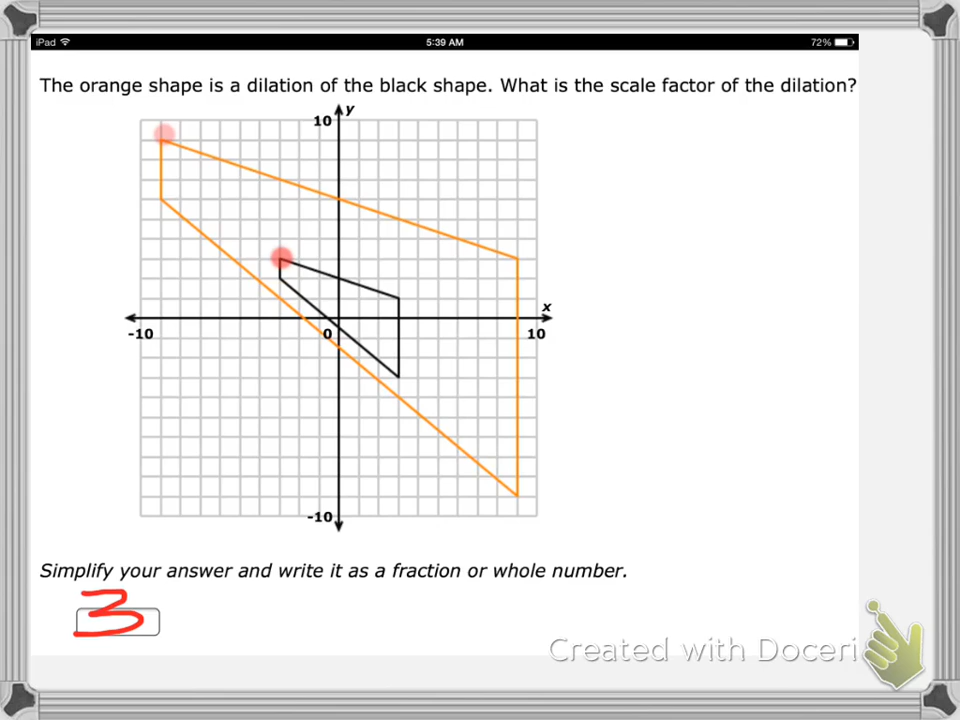 iPad 5:39 AM 72%
The orange shape is a dilation of the black shape. What is the scale factor of the dilation?
y
10
x
-10 0 10
-10
Simplify your answer and write it as a fraction or whole number.
3
Created with Doceri